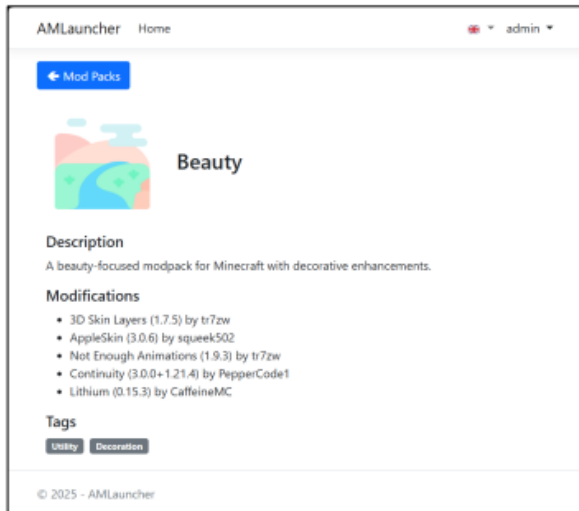 AMLauncher Home admin
Mod Packs
Beauty
Description
A beauty-focused modpack for Minecraft with decorative enhancements.
Modifications
• 3D Skin Layers (1.7.5) by tr7zw
• AppleSkin (3.0.6) by squeek502
• Not Enough Animations (1.9.3) by tr7zw
• Continuity (3.0.0+1.21.4) by PepperCode1
• Lithium (0.15.3) by CaffeineMC
Tags
Utility Decoration
© 2025 - AMLauncher